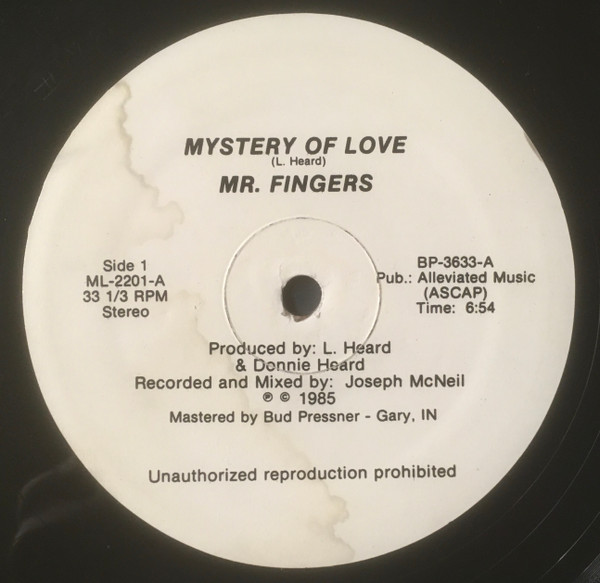 MYSTERY OF LOVE
(L. Heard)
MR. FINGERS
Side 1
ML-2201-A
33 1/3 RPM
Stereo
BP-3633-A
Pub.: Alleviated Music
(ASCAP)
Time: 6:54
Produced by: L. Heard
& Donnie Heard
Recorded and Mixed by: Joseph McNeil
℗ © 1985
Mastered by Bud Pressner - Gary, IN
Unauthorized reproduction prohibited